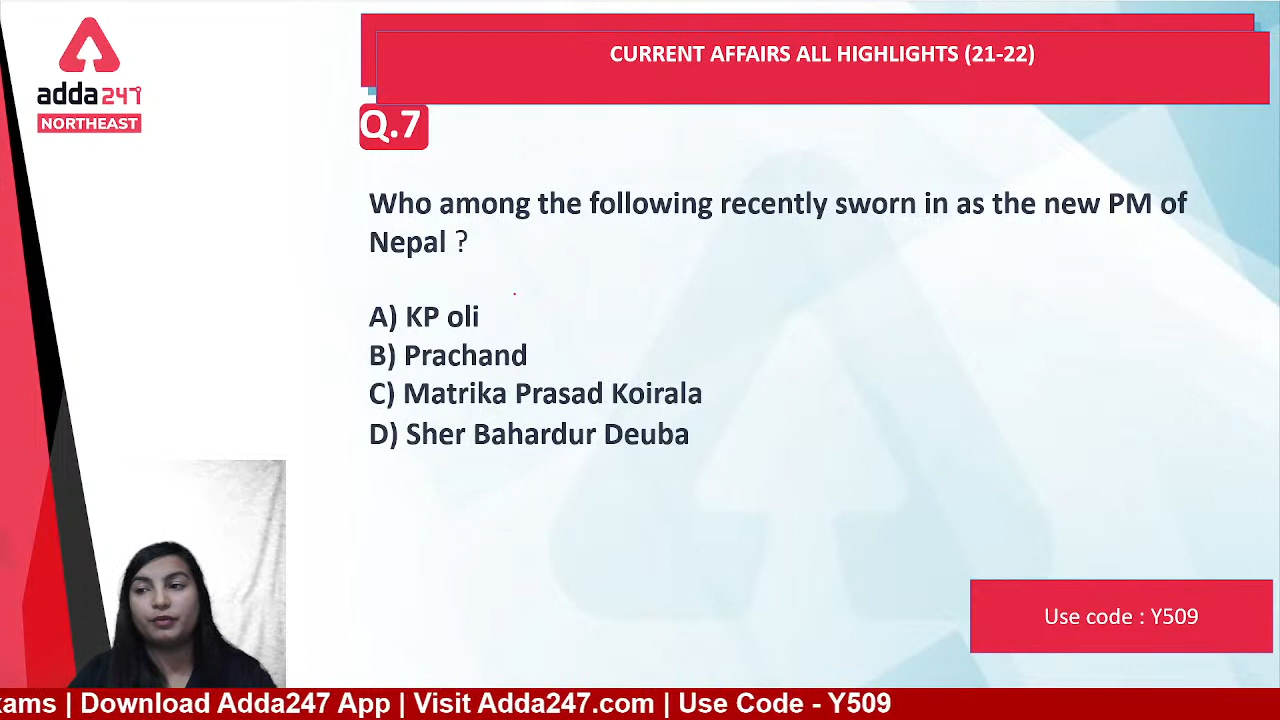 adda247
NORTHEAST
CURRENT AFFAIRS ALL HIGHLIGHTS (21-22)
Q.7
Who among the following recently sworn in as the new PM of
Nepal ?
A) KP oli
B) Prachand
C) Matrika Prasad Koirala
D) Sher Bahardur Deuba
Use code : Y509
xams | Download Adda247 App | Visit Adda247.com | Use Code - Y509